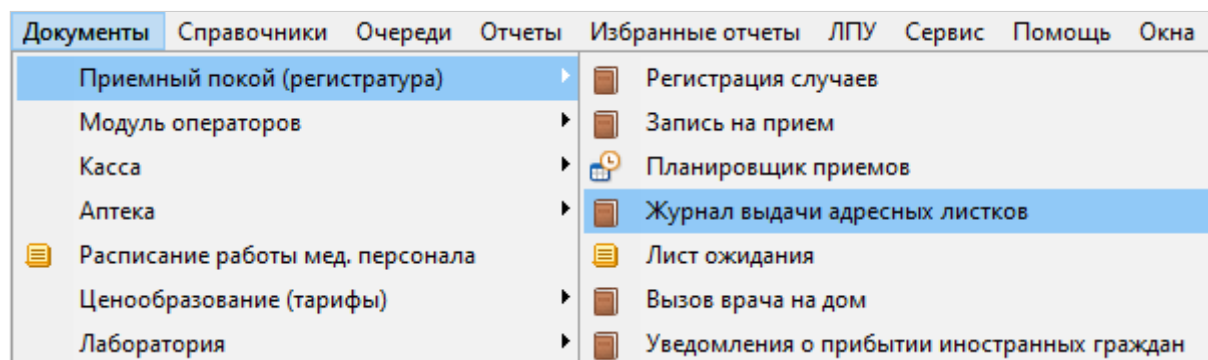 Документы Справочники Очереди Отчеты Избранные отчеты ЛПУ Сервис Помощь Окна
Приемный покой (регистратура)
Модуль операторов
Касса
Аптека
Расписание работы мед. персонала
Ценообразование (тарифы)
Лаборатория
Регистрация случаев
Запись на прием
Планировщик приемов
Журнал выдачи адресных листков
Лист ожидания
Вызов врача на дом
Уведомления о прибытии иностранных граждан